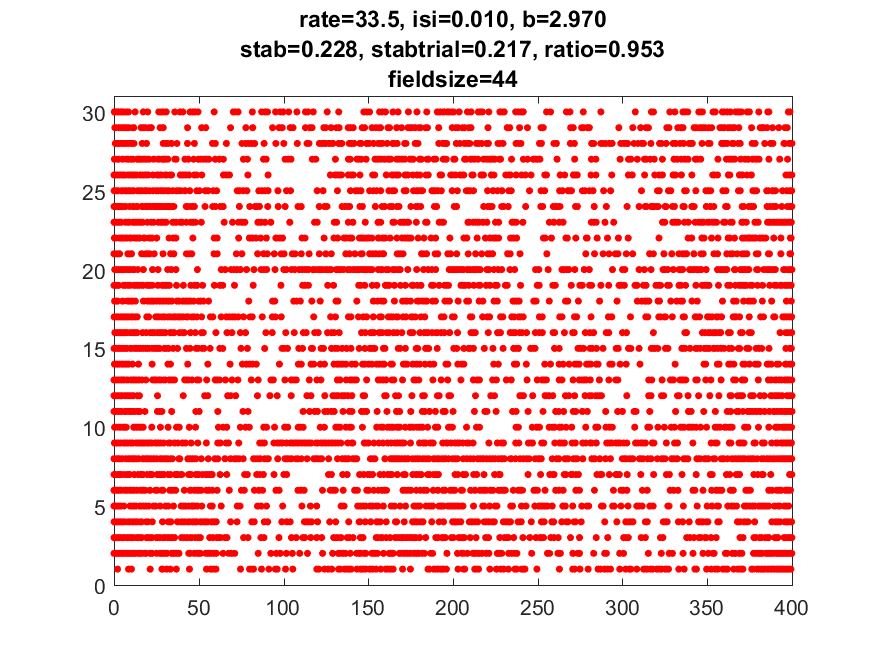 rate=33.5, isi=0.010, b=2.970
stab=0.228, stabtrial=0.217, ratio=0.953
fieldsize=44
30
25
20
15
10
5
0
0 50 100 150 200 250 300 350 400